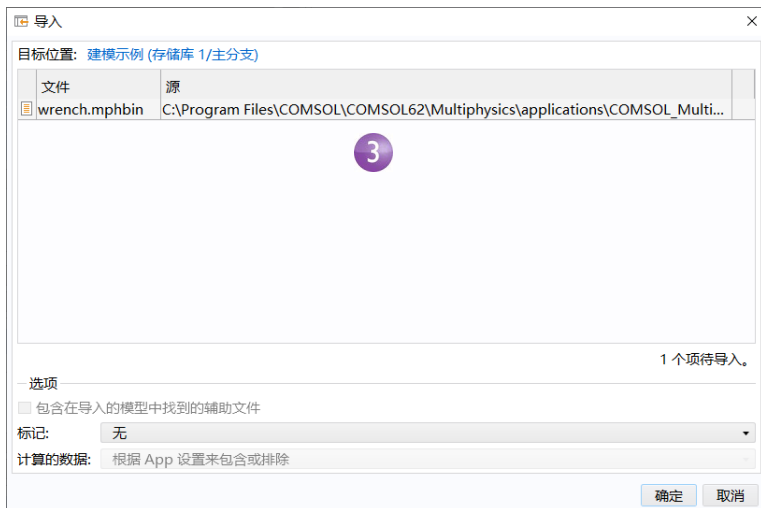 导入
目标位置: 建模示例 (存储库 1/主分支)
文件 源
wrench.mphbin C:\Program Files\COMSOL\COMSOL62\Multiphysics\applications\COMSOL_Multi...
3
1 个项待导入。
选项
包含在导入的模型中找到的辅助文件
标记: 无
计算的数据: 根据 App 设置来包含或排除
确定 取消